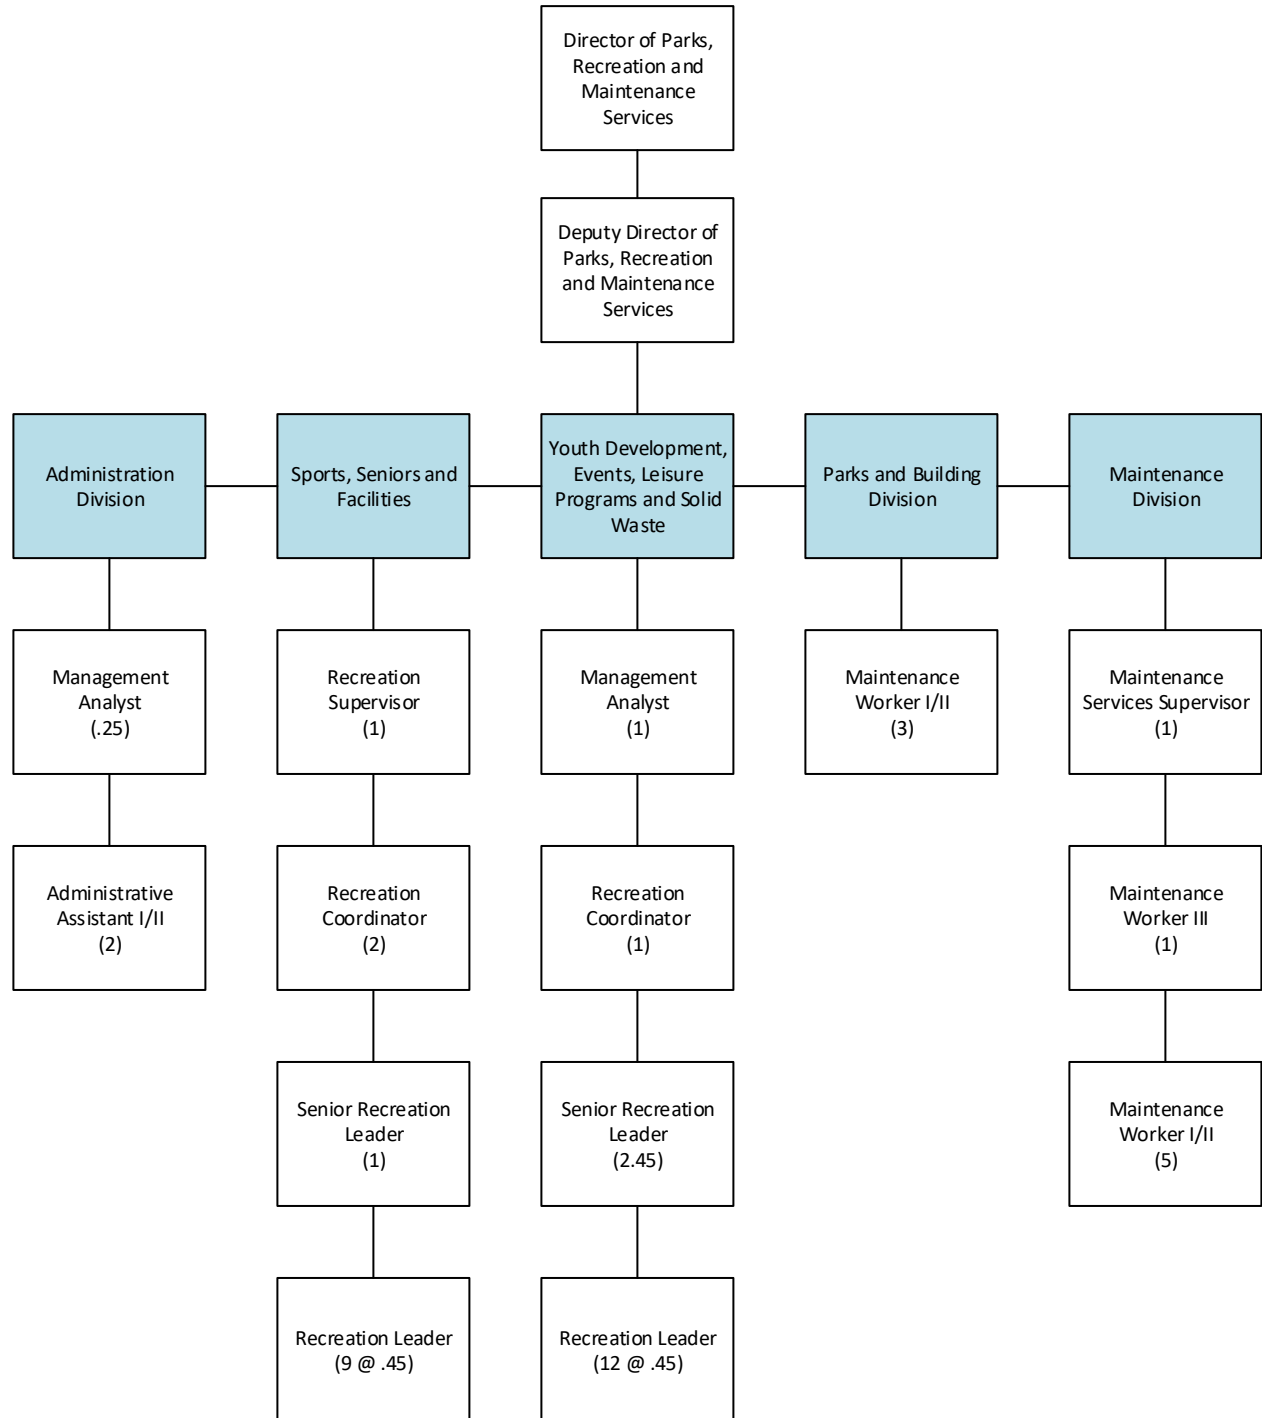 Director of Parks,
Recreation and
Maintenance
Services
Deputy Director of
Parks, Recreation
and Maintenance
Services
Administration
Division
Sports, Seniors and
Facilities
Youth Development,
Events, Leisure
Programs and Solid
Waste
Parks and Building
Division
Maintenance
Division
Management
Analyst
(.25)
Recreation
Supervisor
(1)
Management
Analyst
(1)
Maintenance
Worker I/II
(3)
Maintenance
Services Supervisor
(1)
Administrative
Assistant I/II
(2)
Recreation
Coordinator
(2)
Recreation
Coordinator
(1)
Maintenance
Worker III
(1)
Senior Recreation
Leader
(1)
Senior Recreation
Leader
(2.45)
Maintenance
Worker I/II
(5)
Recreation Leader
(9 @ .45)
Recreation Leader
(12 @ .45)